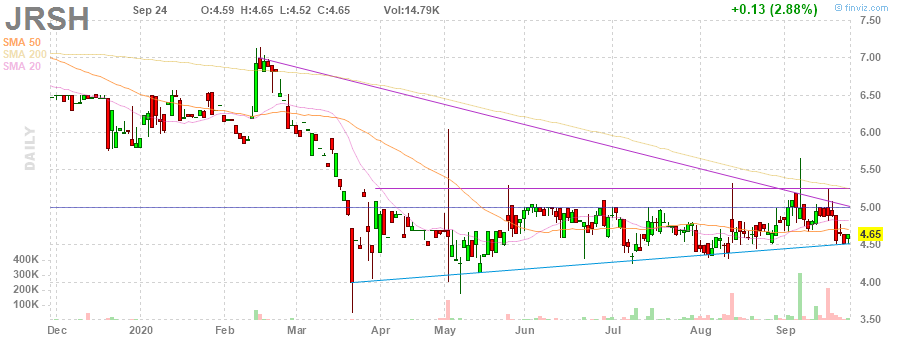 JRSH Sep 24 O:4.59 H:4.65 L:4.52 C:4.65 Vol:14.79K +0.13 (2.88%) © finviz.com
SMA 50
SMA 200
SMA 20
DAILY
7.50
7.00
6.50
6.00
5.50
5.00
4.65
4.50
4.00
3.50
400K
300K
200K
100K
Dec 2020 Feb Mar Apr May Jun Jul Aug Sep